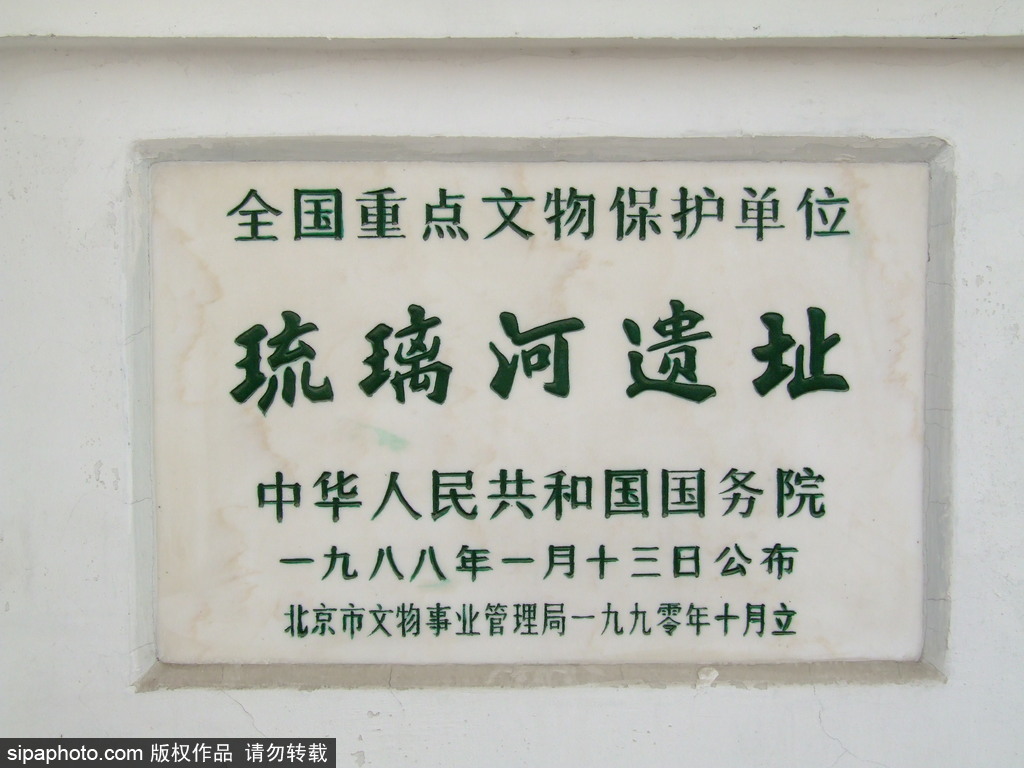 全国重点文物保护单位
琉璃河遗址
中华人民共和国国务院
一九八八年一月十三日公布
北京市文物事业管理局一九九零年十月立
sipaphoto.com 版权作品 请勿转载